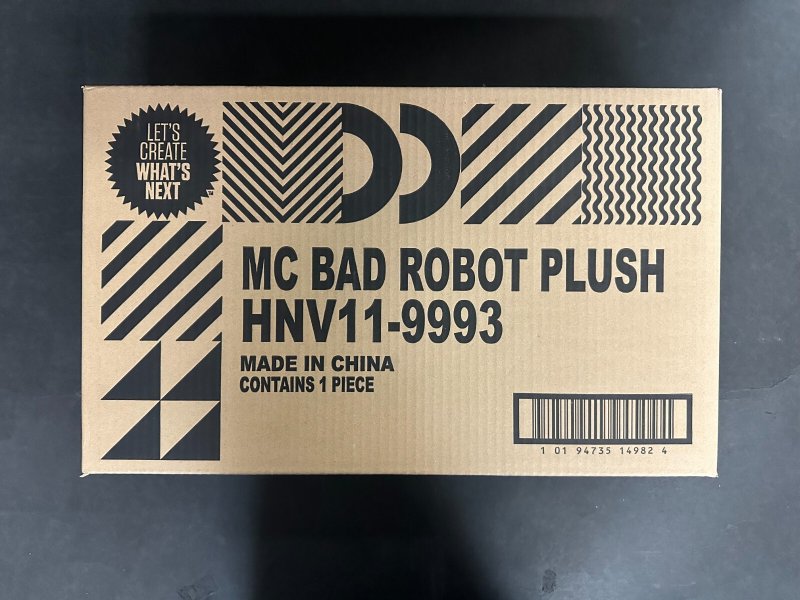 LET'S
CREATE
WHAT'S
NEXT
™
MC BAD ROBOT PLUSH
HNV11-9993
MADE IN CHINA
CONTAINS 1 PIECE
1 01 94735 14982 4